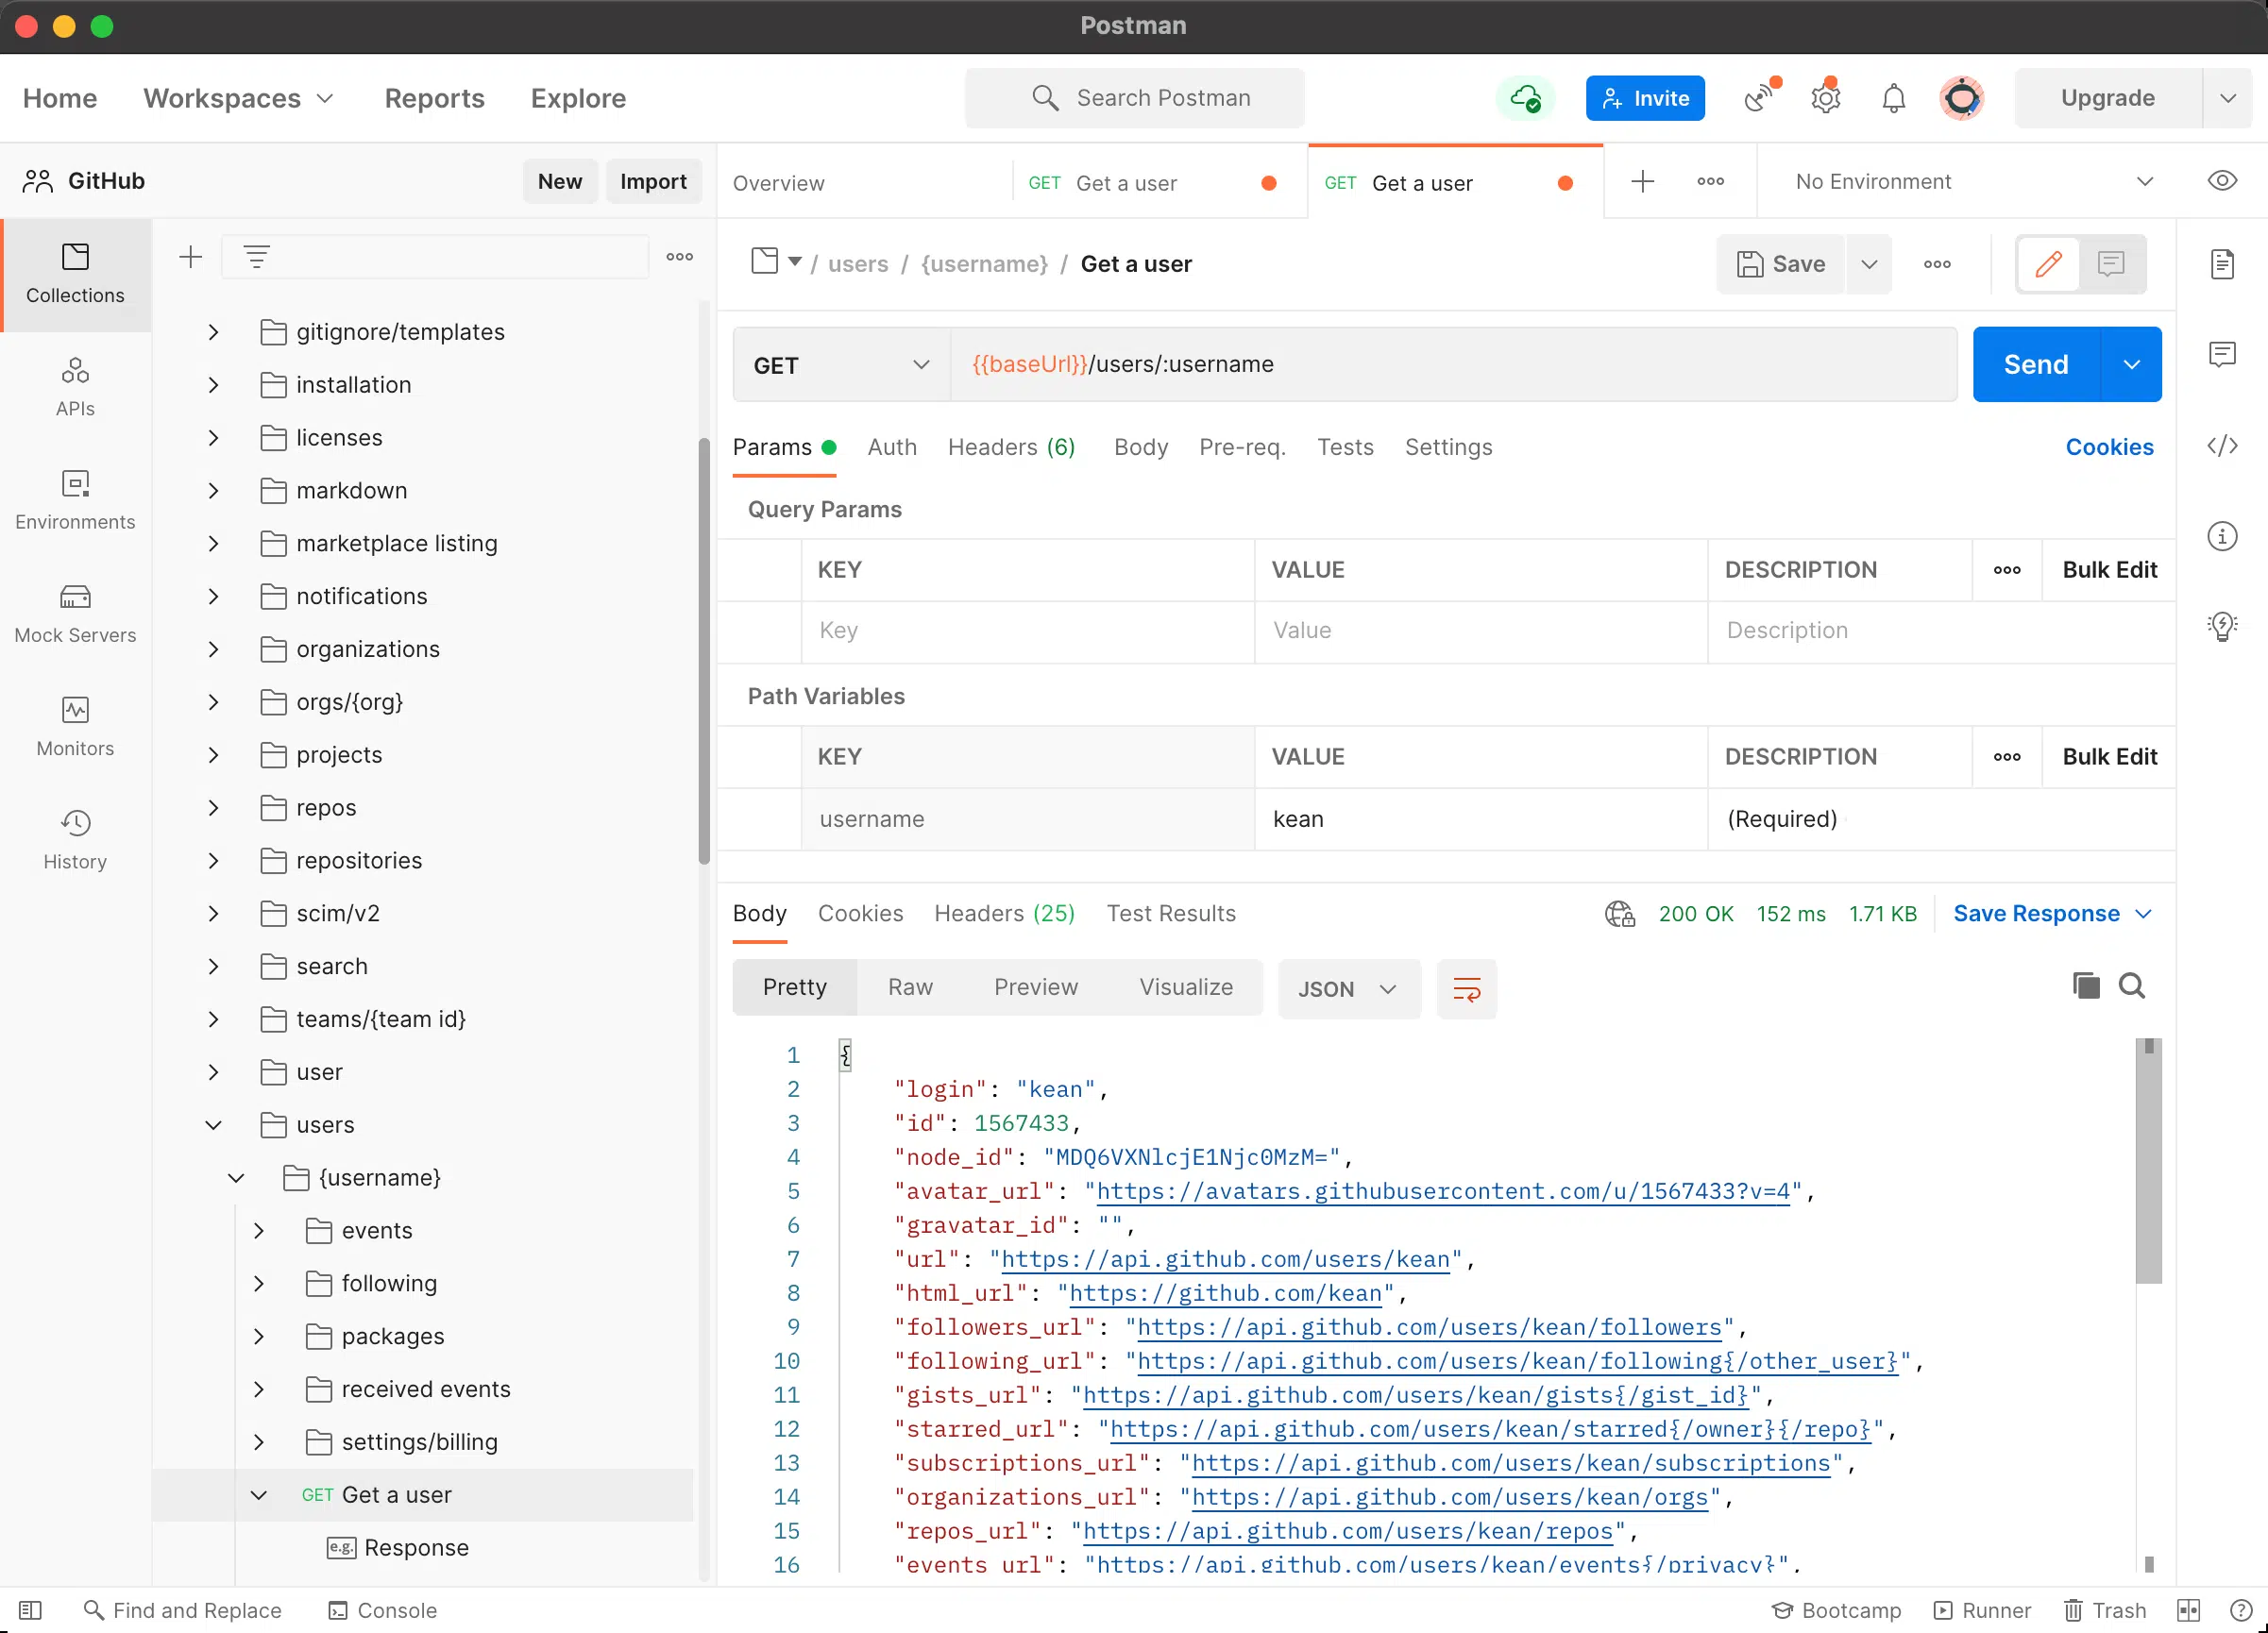 Postman
Home Workspaces Reports Explore Search Postman Invite Upgrade
GitHub New Import
Overview GET Get a user GET Get a user No Environment
Collections
APIs
Environments
Mock Servers
Monitors
History
gitignore/templates
installation
licenses
markdown
marketplace listing
notifications
organizations
orgs/{org}
projects
repos
repositories
scim/v2
search
teams/{team id}
user
users
{username}
events
following
packages
received events
settings/billing
GET Get a user
e.g. Response
/ users / {username} / Get a user Save
GET {{baseUrl}}/users/:username Send
Params Auth Headers (6) Body Pre-req. Tests Settings Cookies
Query Params
KEY VALUE DESCRIPTION Bulk Edit
Key Value Description
Path Variables
KEY VALUE DESCRIPTION Bulk Edit
username kean (Required)
Body Cookies Headers (25) Test Results 200 OK 152 ms 1.71 KB Save Response
Pretty Raw Preview Visualize JSON
1 {
2 "login": "kean",
3 "id": 1567433,
4 "node_id": "MDQ6VXNlcjE1Njc0MzM=",
5 "avatar_url": "https://avatars.githubusercontent.com/u/1567433?v=4",
6 "gravatar_id": "",
7 "url": "https://api.github.com/users/kean",
8 "html_url": "https://github.com/kean",
9 "followers_url": "https://api.github.com/users/kean/followers",
10 "following_url": "https://api.github.com/users/kean/following{/other_user}",
11 "gists_url": "https://api.github.com/users/kean/gists{/gist_id}",
12 "starred_url": "https://api.github.com/users/kean/starred{/owner}{/repo}",
13 "subscriptions_url": "https://api.github.com/users/kean/subscriptions",
14 "organizations_url": "https://api.github.com/users/kean/orgs",
15 "repos_url": "https://api.github.com/users/kean/repos",
16 "events_url": "https://api.github.com/users/kean/events{/privacy}",
Find and Replace Console Bootcamp Runner Trash